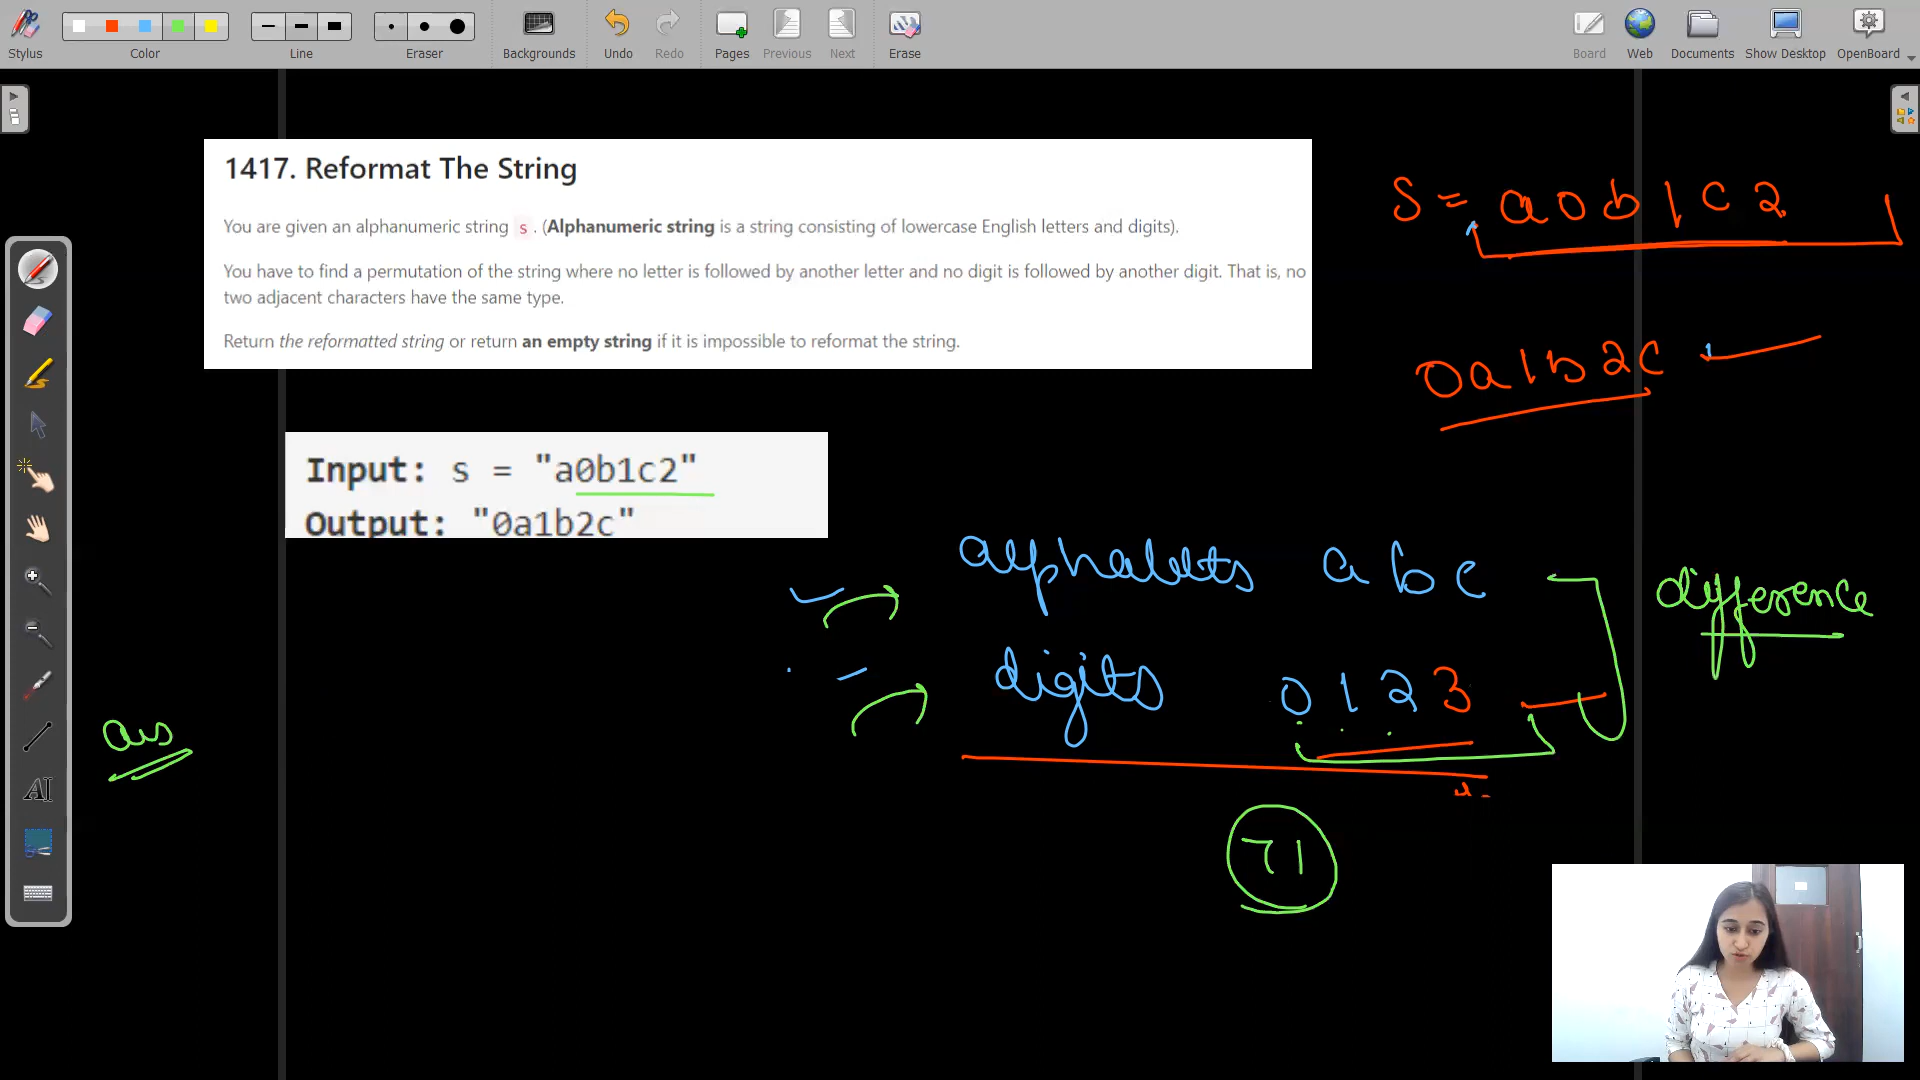 Stylus Color Line Eraser Backgrounds Undo Redo Pages Previous Next Erase Board Web Documents Show Desktop OpenBoard
1417. Reformat The String
You are given an alphanumeric string s. (Alphanumeric string is a string consisting of lowercase English letters and digits).
You have to find a permutation of the string where no letter is followed by another letter and no digit is followed by another digit. That is, no
two adjacent characters have the same type.
Return the reformatted string or return an empty string if it is impossible to reformat the string.
S = a0b1c2
0a1b2c
Input: s = "a0b1c2"
Output: "0a1b2c"
alphabets a b c
difference
digits 0 1 2 3
ans
71
AI